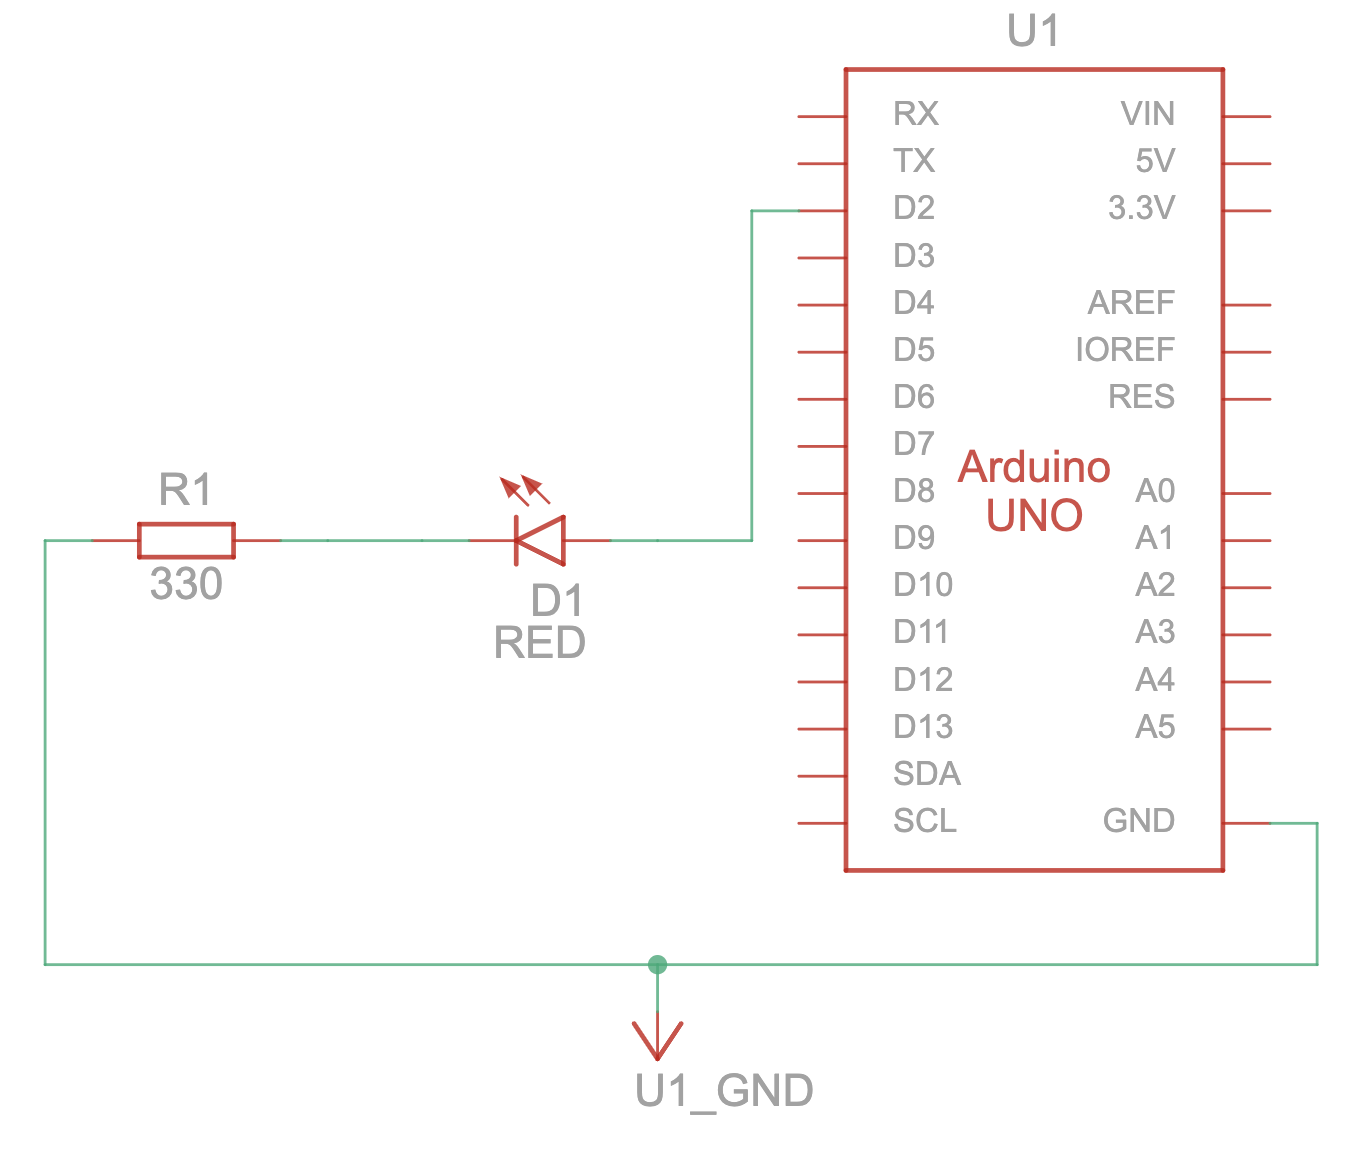 U1
RX
VIN
TX
5V
D2
3.3V
D3
D4
AREF
D5
IOREF
D6
RES
D7
Arduino
UNO
D8
A0
D9
A1
D10
A2
D11
A3
D12
A4
D13
A5
SDA
SCL
GND
R1
330
D1
RED
U1_GND